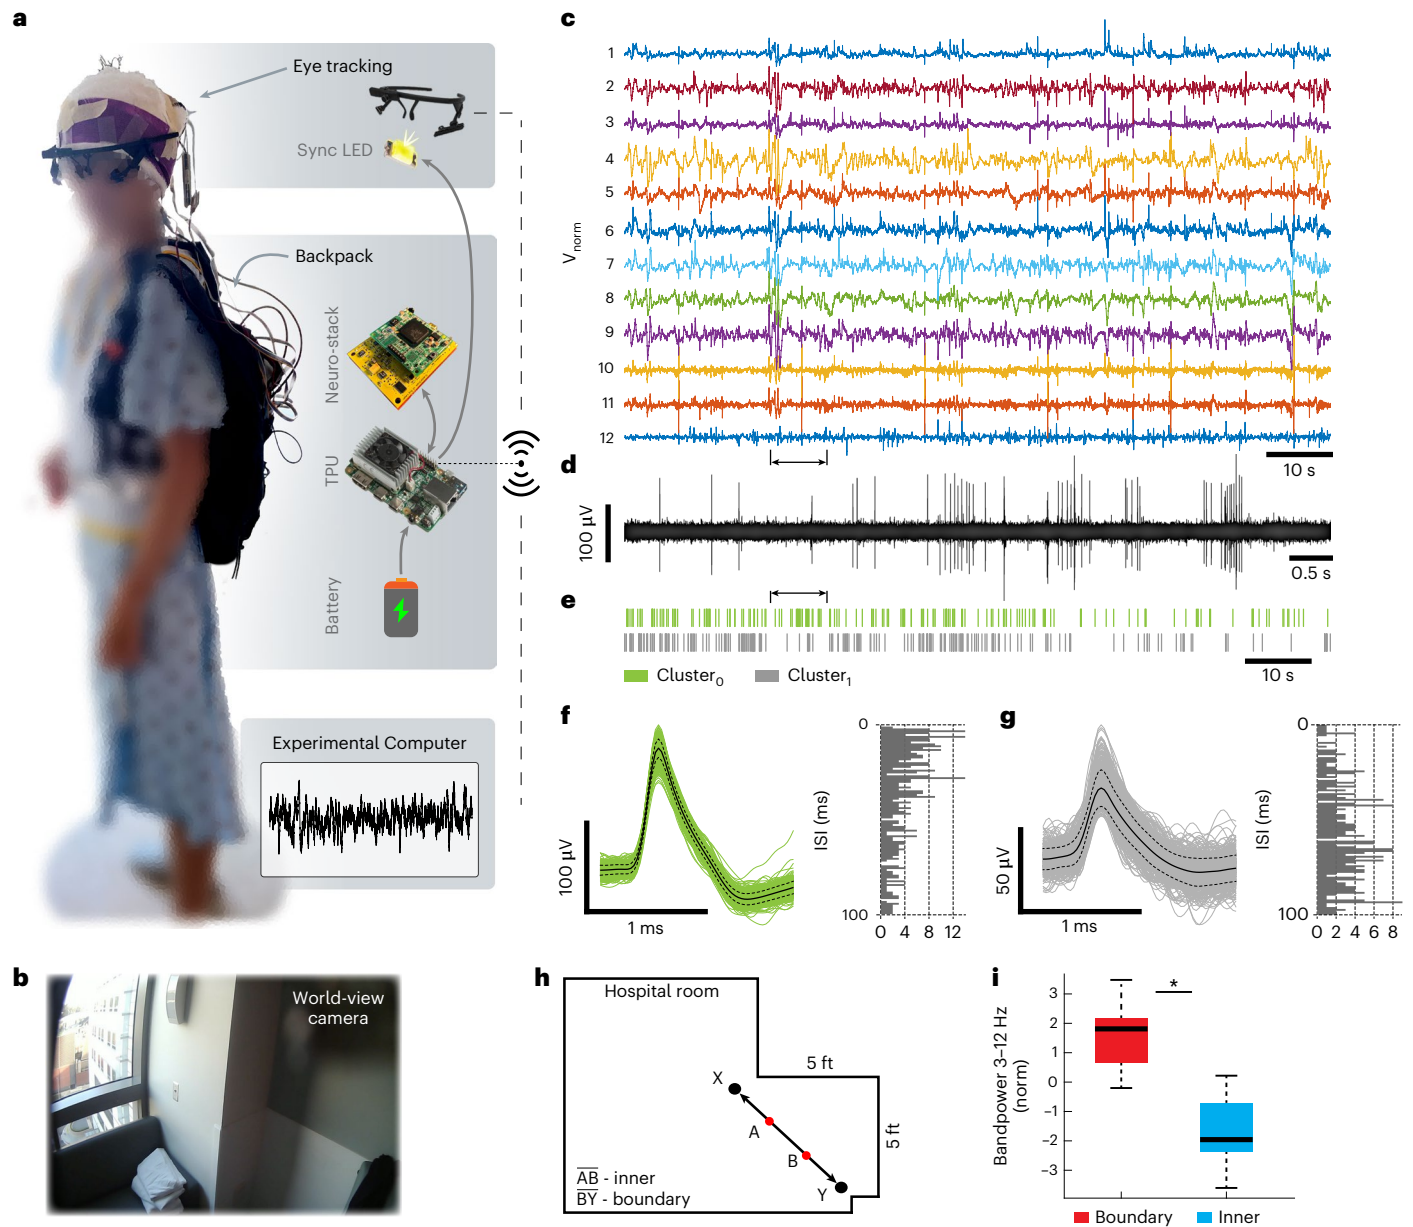 a
Eye tracking
Sync LED
Backpack
Neuro-stack
TPU
Battery
Experimental Computer
b
World-view
camera
c
1
2
3
4
5
6
7
8
9
10
11
12
Vnorm
10 s
d
100 µV
0.5 s
e
Cluster0
Cluster1
10 s
f
100 µV
1 ms
0
ISI (ms)
100
0 4 8 12
g
50 µV
1 ms
0
ISI (ms)
100
0 2 4 6 8
h
Hospital room
5 ft
5 ft
X
A
B
Y
AB - inner
BY - boundary
i
Bandpower 3–12 Hz
(norm)
3
2
1
0
–1
–2
–3
*
Boundary
Inner